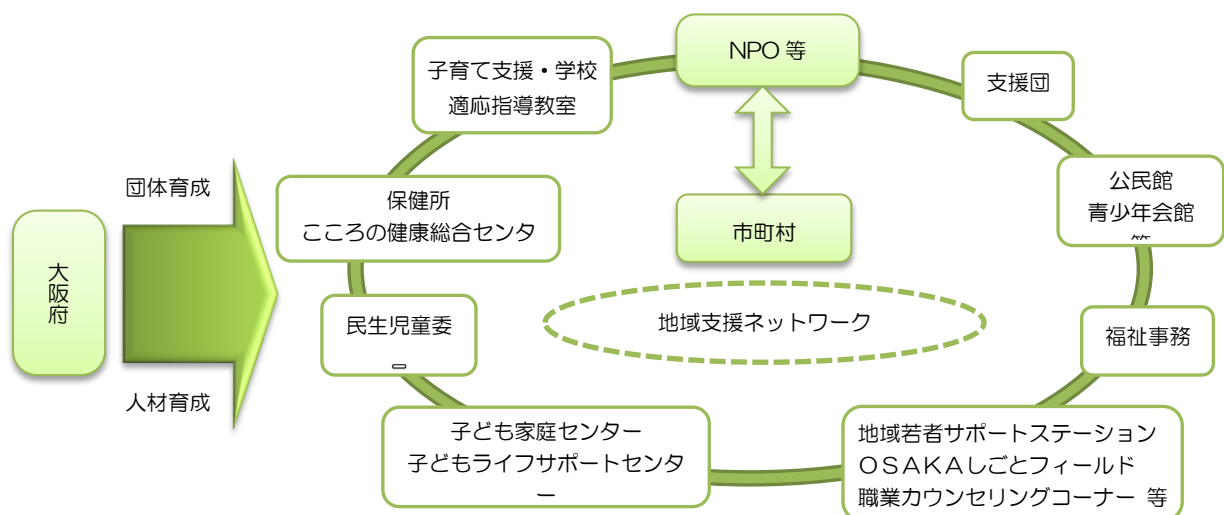 NPO 等
子育て支援・学校
適応指導教室
支援団
団体育成
保健所
こころの健康総合センタ
市町村
公民館
青少年会館
大阪府
地域支援ネットワーク
民生児童委
福祉事務
人材育成
子ども家庭センター
子どもライフサポートセンタ
ー
地域若者サポートステーション
OSAKAしごとフィールド
職業カウンセリングコーナー 等